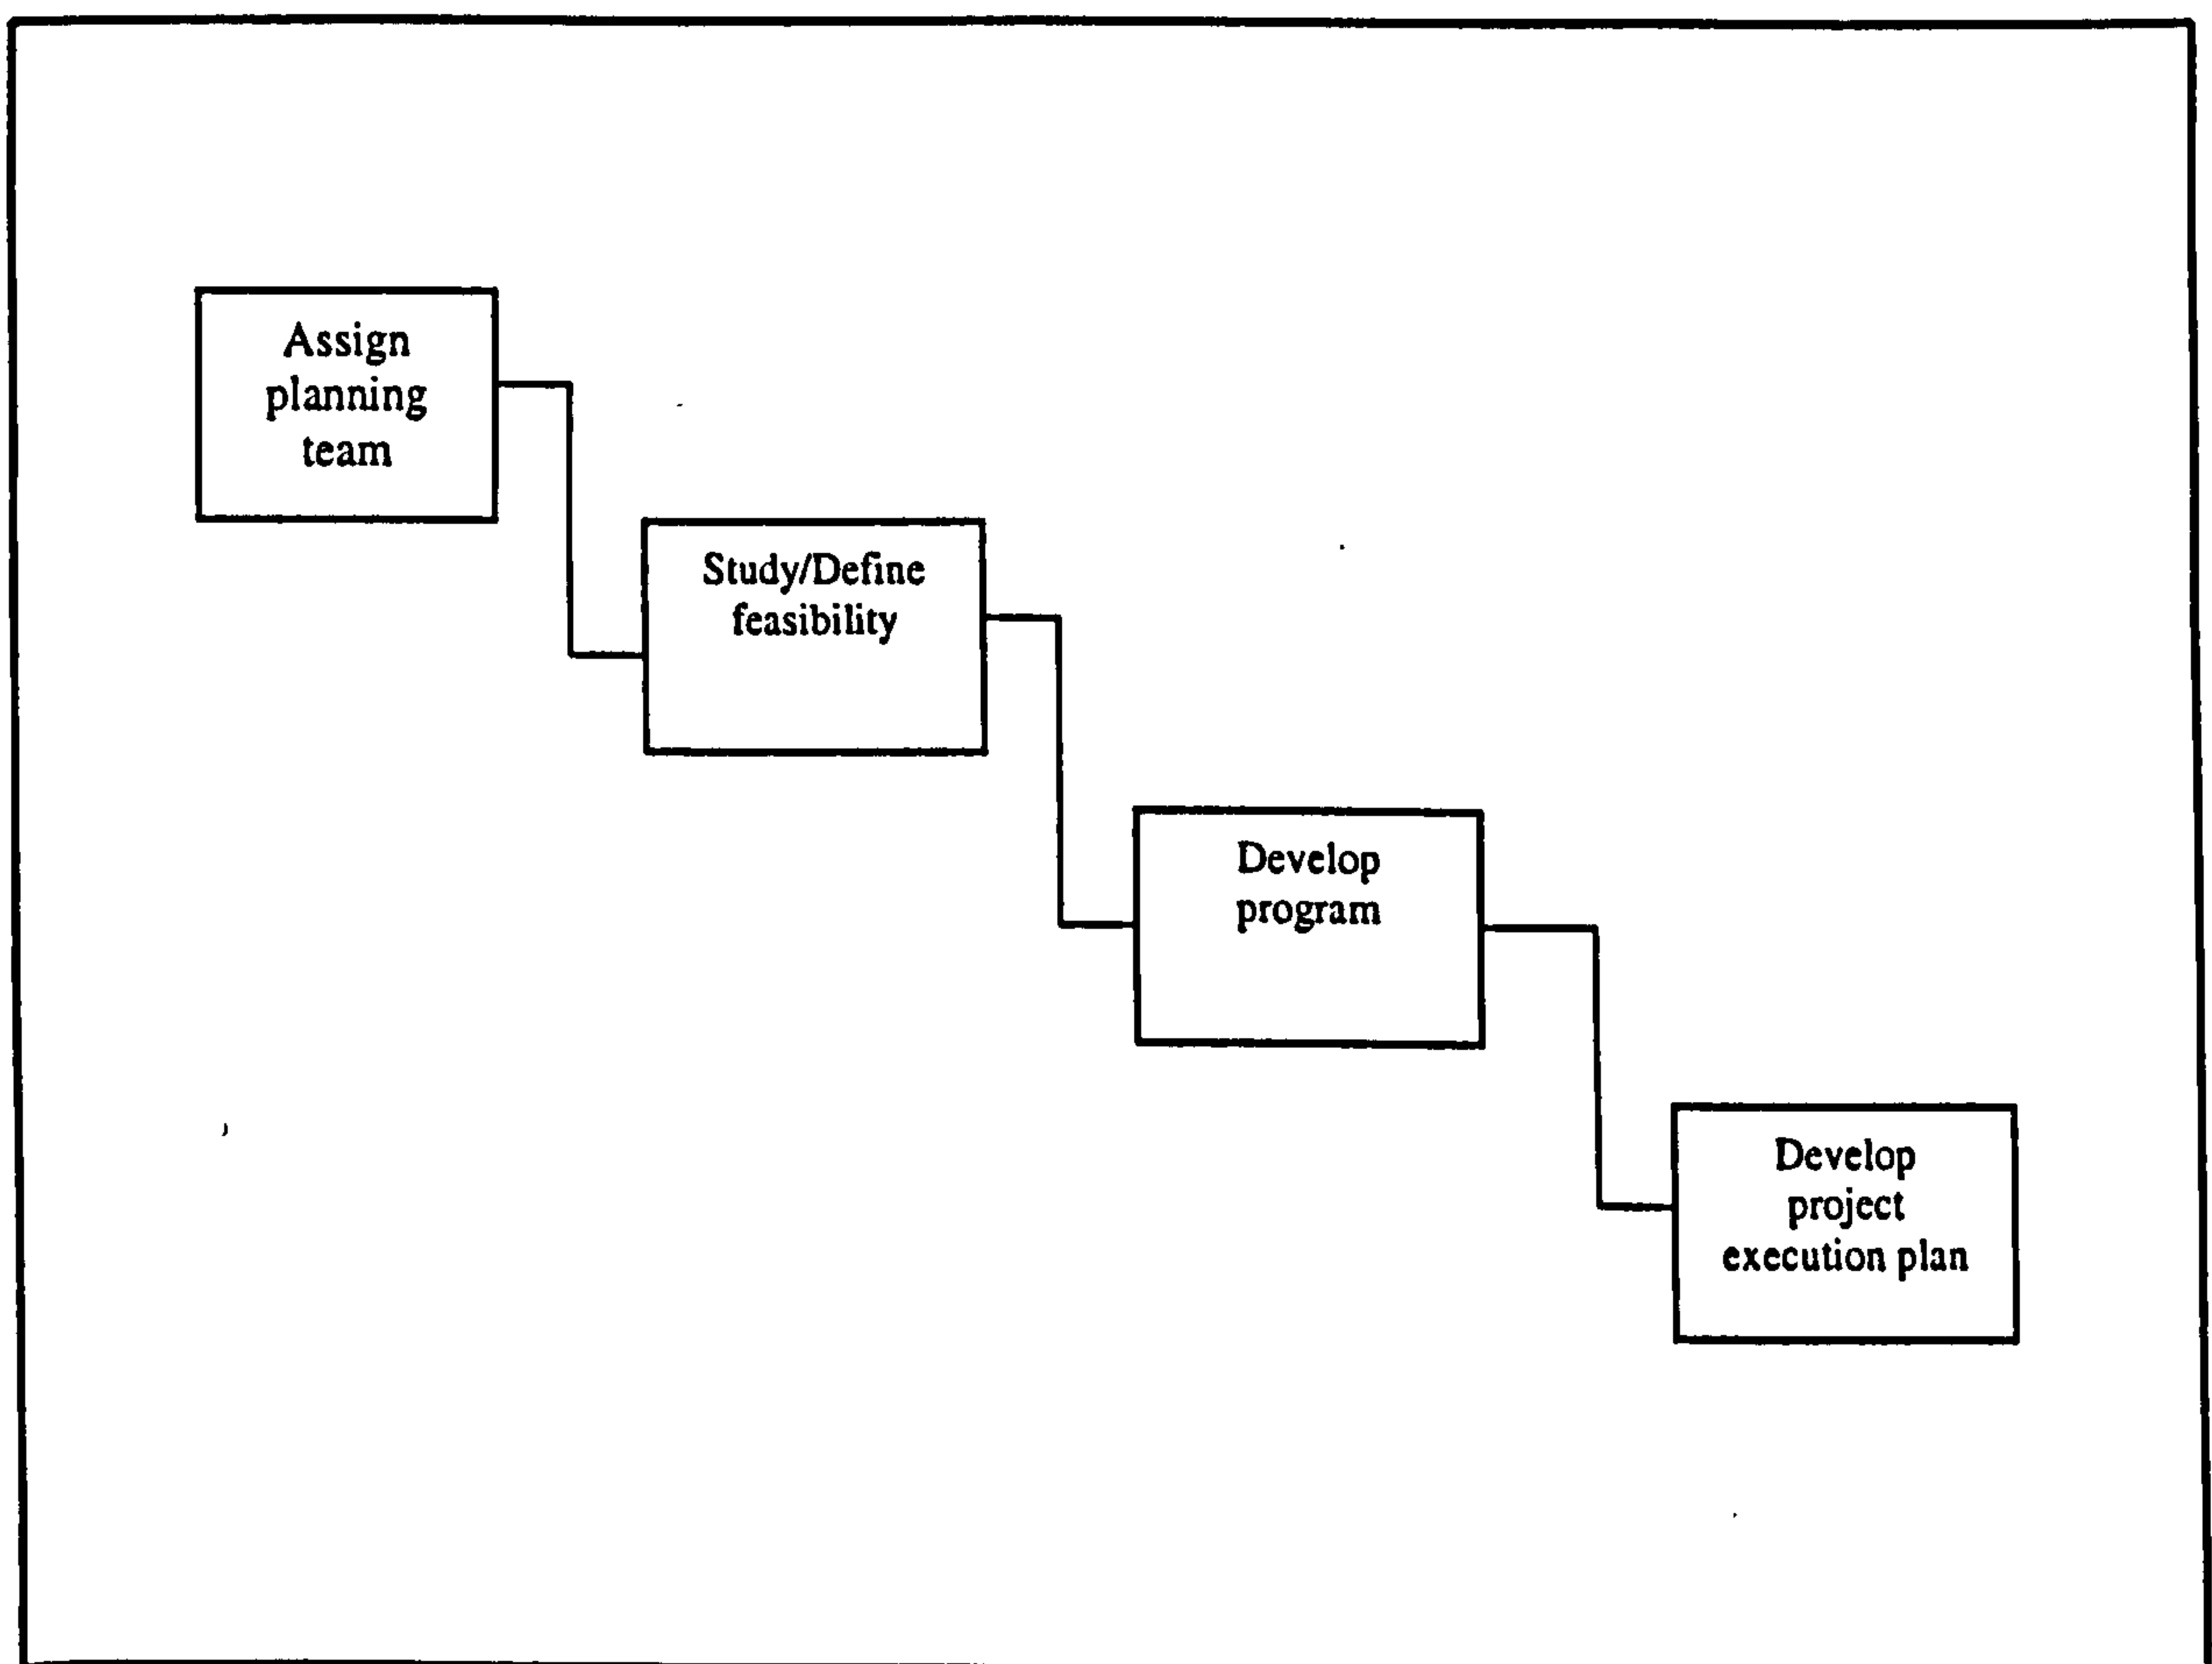 Assign
planning
team
Study/Define
feasibility
Develop
program
Develop
project
execution plan